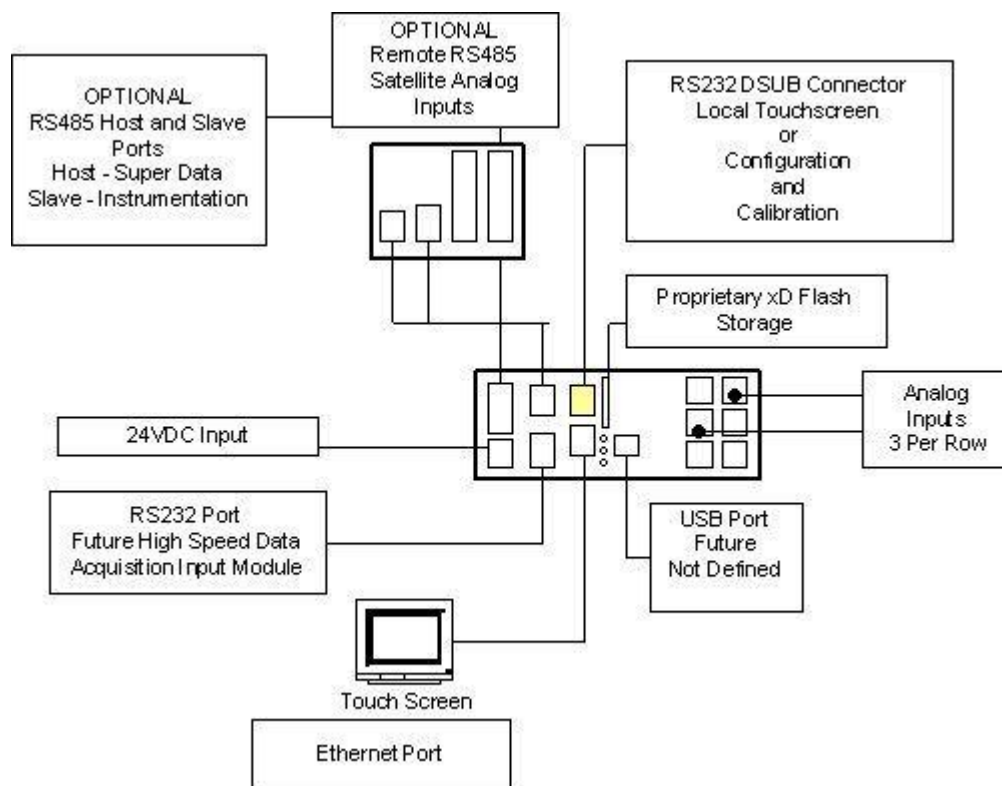 OPTIONAL
Remote RS485
Satellite Analog
Inputs
OPTIONAL
RS485 Host and Slave
Ports
Host - Super Data
Slave - Instrumentation
RS232 DSUB Connector
Local Touchscreen
or
Configuration
and
Calibration
Proprietary xD Flash
Storage
Analog
Inputs
3 Per Row
24VDC Input
RS232 Port
Future High Speed Data
Acquisition Input Module
USB Port
Future
Not Defined
Touch Screen
Ethernet Port